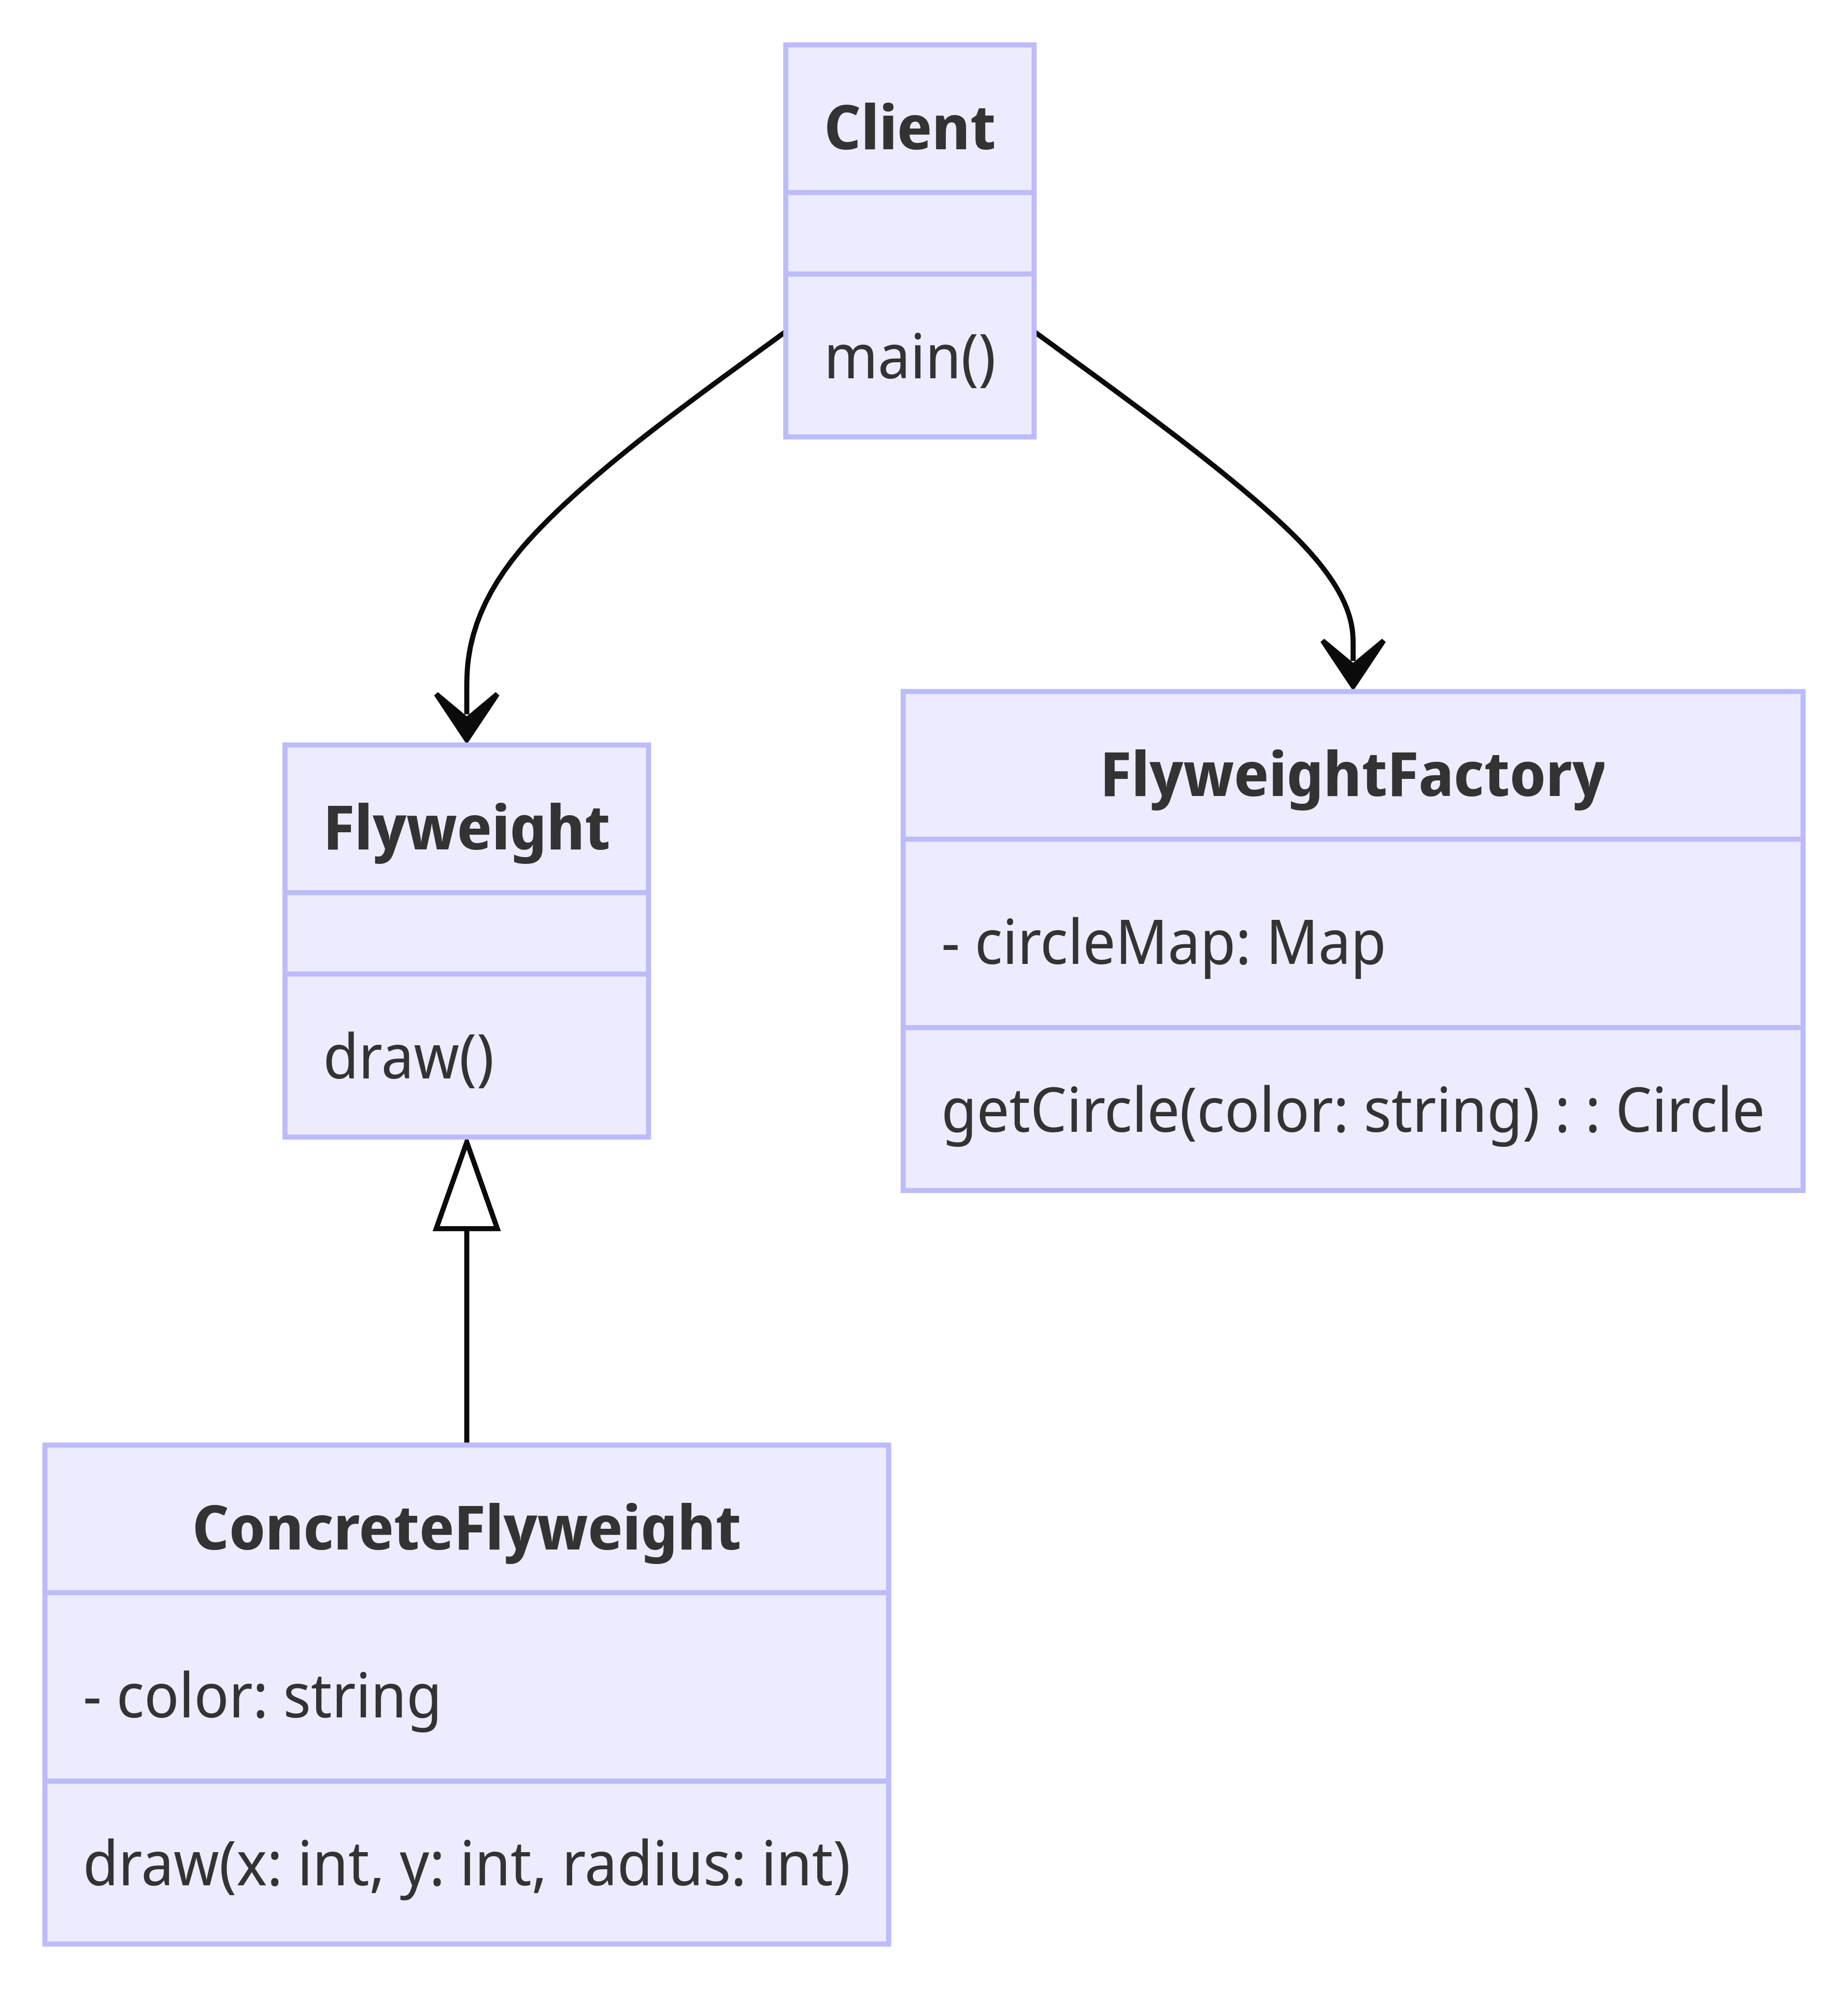 Client
main()
Flyweight
draw()
FlyweightFactory
- circleMap: Map
getCircle(color: string) : : Circle
ConcreteFlyweight
- color: string
draw(x: int, y: int, radius: int)